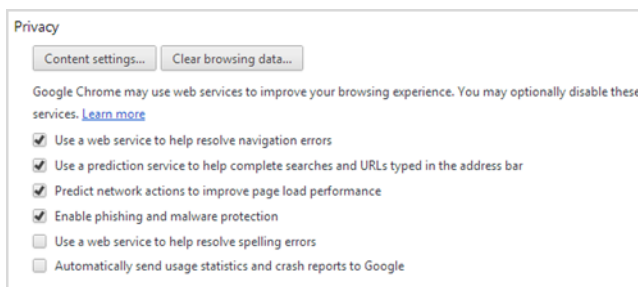 Privacy
Content settings... Clear browsing data...
Google Chrome may use web services to improve your browsing experience. You may optionally disable these
services. Learn more
Use a web service to help resolve navigation errors
Use a prediction service to help complete searches and URLs typed in the address bar
Predict network actions to improve page load performance
Enable phishing and malware protection
Use a web service to help resolve spelling errors
Automatically send usage statistics and crash reports to Google